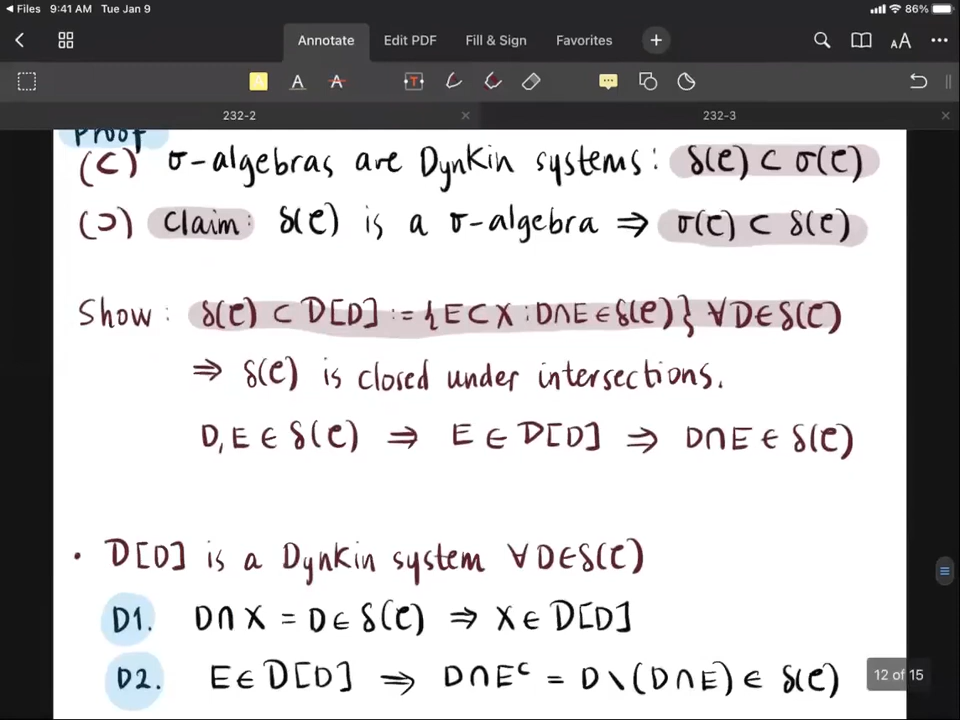 Files 9:41 AM Tue Jan 9 86%
Annotate Edit PDF Fill & Sign Favorites + AA
A A A T
232-2 × 232-3 ×
Proof
(⊂) σ-algebras are Dynkin systems: δ(𝓔) ⊂ σ(𝓔)
(⊃) Claim: δ(𝓔) is a σ-algebra ⇒ σ(𝓔) ⊂ δ(𝓔)
Show: δ(𝓔) ⊂ 𝒟[D] := {E ⊂ X : D∩E ∈ δ(𝓔)} ∀D∈δ(𝓔)
⇒ δ(𝓔) is closed under intersections.
D,E ∈ δ(𝓔) ⇒ E ∈ 𝒟[D] ⇒ D∩E ∈ δ(𝓔)
• 𝒟[D] is a Dynkin system ∀D∈δ(𝓔)
D1. D∩X = D ∈ δ(𝓔) ⇒ X ∈ 𝒟[D]
D2. E ∈ 𝒟[D] ⇒ D∩Eᶜ = D∖(D∩E) ∈ δ(𝓔)
12 of 15